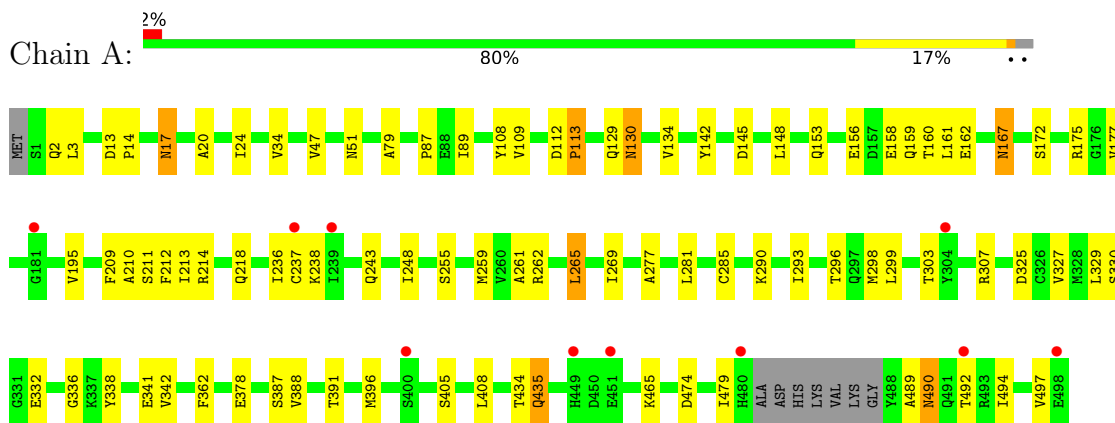 2%
Chain A:
80% 17% • •
MET S1 Q2 L3 D13 P14 N17 A20 I24 V34 V47 N51 A79 P87 E88 I89 Y108 V109 D112 P113 Q129 N130 V134 Y142 D145 L148 Q153 E156 D157 E158 Q159 T160 L161 E162 N167 S172 R175 G176
G181 V195 F209 A210 S211 F212 I213 R214 Q218 I236 C237 K238 I239 Q243 I248 S255 M259 V260 A261 R262 L265 I269 A277 L281 C285 K290 I293 T296 Q297 M298 L299 T303 Y304 R307 D325 C326 V327 M328 L329 S330
G331 E332 G336 K337 Y338 E341 V342 F362 E378 S387 V388 T391 M396 S400 S405 L408 T434 Q435 H449 D450 E451 K465 D474 I479 H480 ALA ASP HIS LYS VAL LYS GLY Y488 A489 N490 Q491 T492 R493 I494 V497 E498